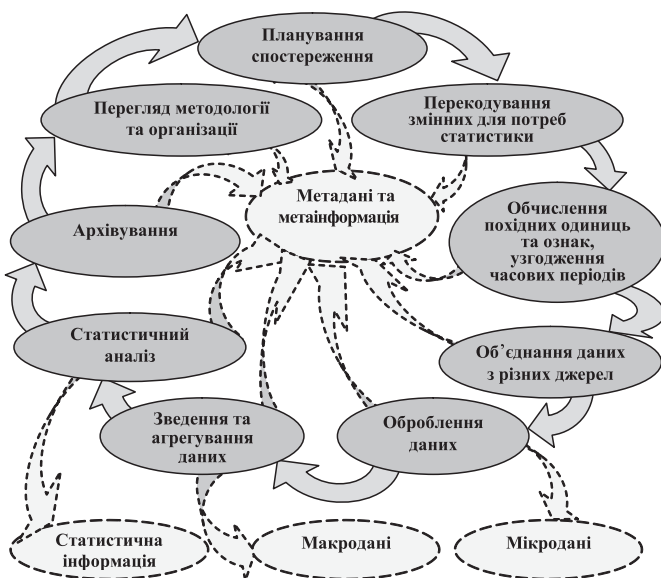 Планування
спостереження
Перегляд методології
та організації
Перекодування
змінних для потреб
статистики
Метадані та
метаінформація
Архівування
Обчислення
похідних одиниць
та ознак,
узгодження
часових періодів
Статистичний
аналіз
Об’єднання даних
з різних джерел
Зведення та
агрегування
даних
Оброблення
даних
Статистична
інформація
Макродані
Мікродані